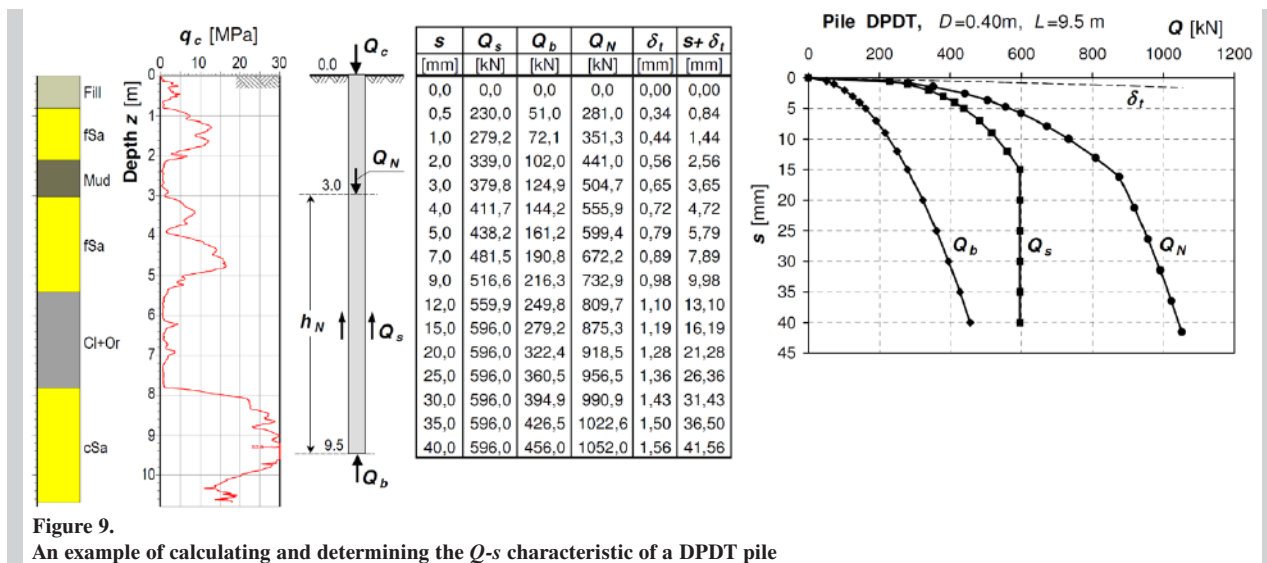 q_c [MPa]
0 10 20 30
Depth z [m]
0
1
2
3
4
5
6
7
8
9
10
Fill
fSa
Mud
fSa
Cl+Or
cSa
Q_c
0.0
Q_N
3.0
h_N
Q_s
9.5
Q_b
s Q_s Q_b Q_N δ_t s+ δ_t
[mm] [kN] [kN] [kN] [mm] [mm]
0,0 0,0 0,0 0,0 0,00 0,00
0,5 230,0 51,0 281,0 0,34 0,84
1,0 279,2 72,1 351,3 0,44 1,44
2,0 339,0 102,0 441,0 0,56 2,56
3,0 379,8 124,9 504,7 0,65 3,65
4,0 411,7 144,2 555,9 0,72 4,72
5,0 438,2 161,2 599,4 0,79 5,79
7,0 481,5 190,8 672,2 0,89 7,89
9,0 516,6 216,3 732,9 0,98 9,98
12,0 559,9 249,8 809,7 1,10 13,10
15,0 596,0 279,2 875,3 1,19 16,19
20,0 596,0 322,4 918,5 1,28 21,28
25,0 596,0 360,5 956,5 1,36 26,36
30,0 596,0 394,9 990,9 1,43 31,43
35,0 596,0 426,5 1022,6 1,50 36,50
40,0 596,0 456,0 1052,0 1,56 41,56
Pile DPDT, D=0.40m, L=9.5 m Q [kN]
0 200 400 600 800 1000 1200
s [mm]
0
5
10
15
20
25
30
35
40
45
δ_t
Q_b Q_s Q_N
Figure 9.
An example of calculating and determining the Q-s characteristic of a DPDT pile